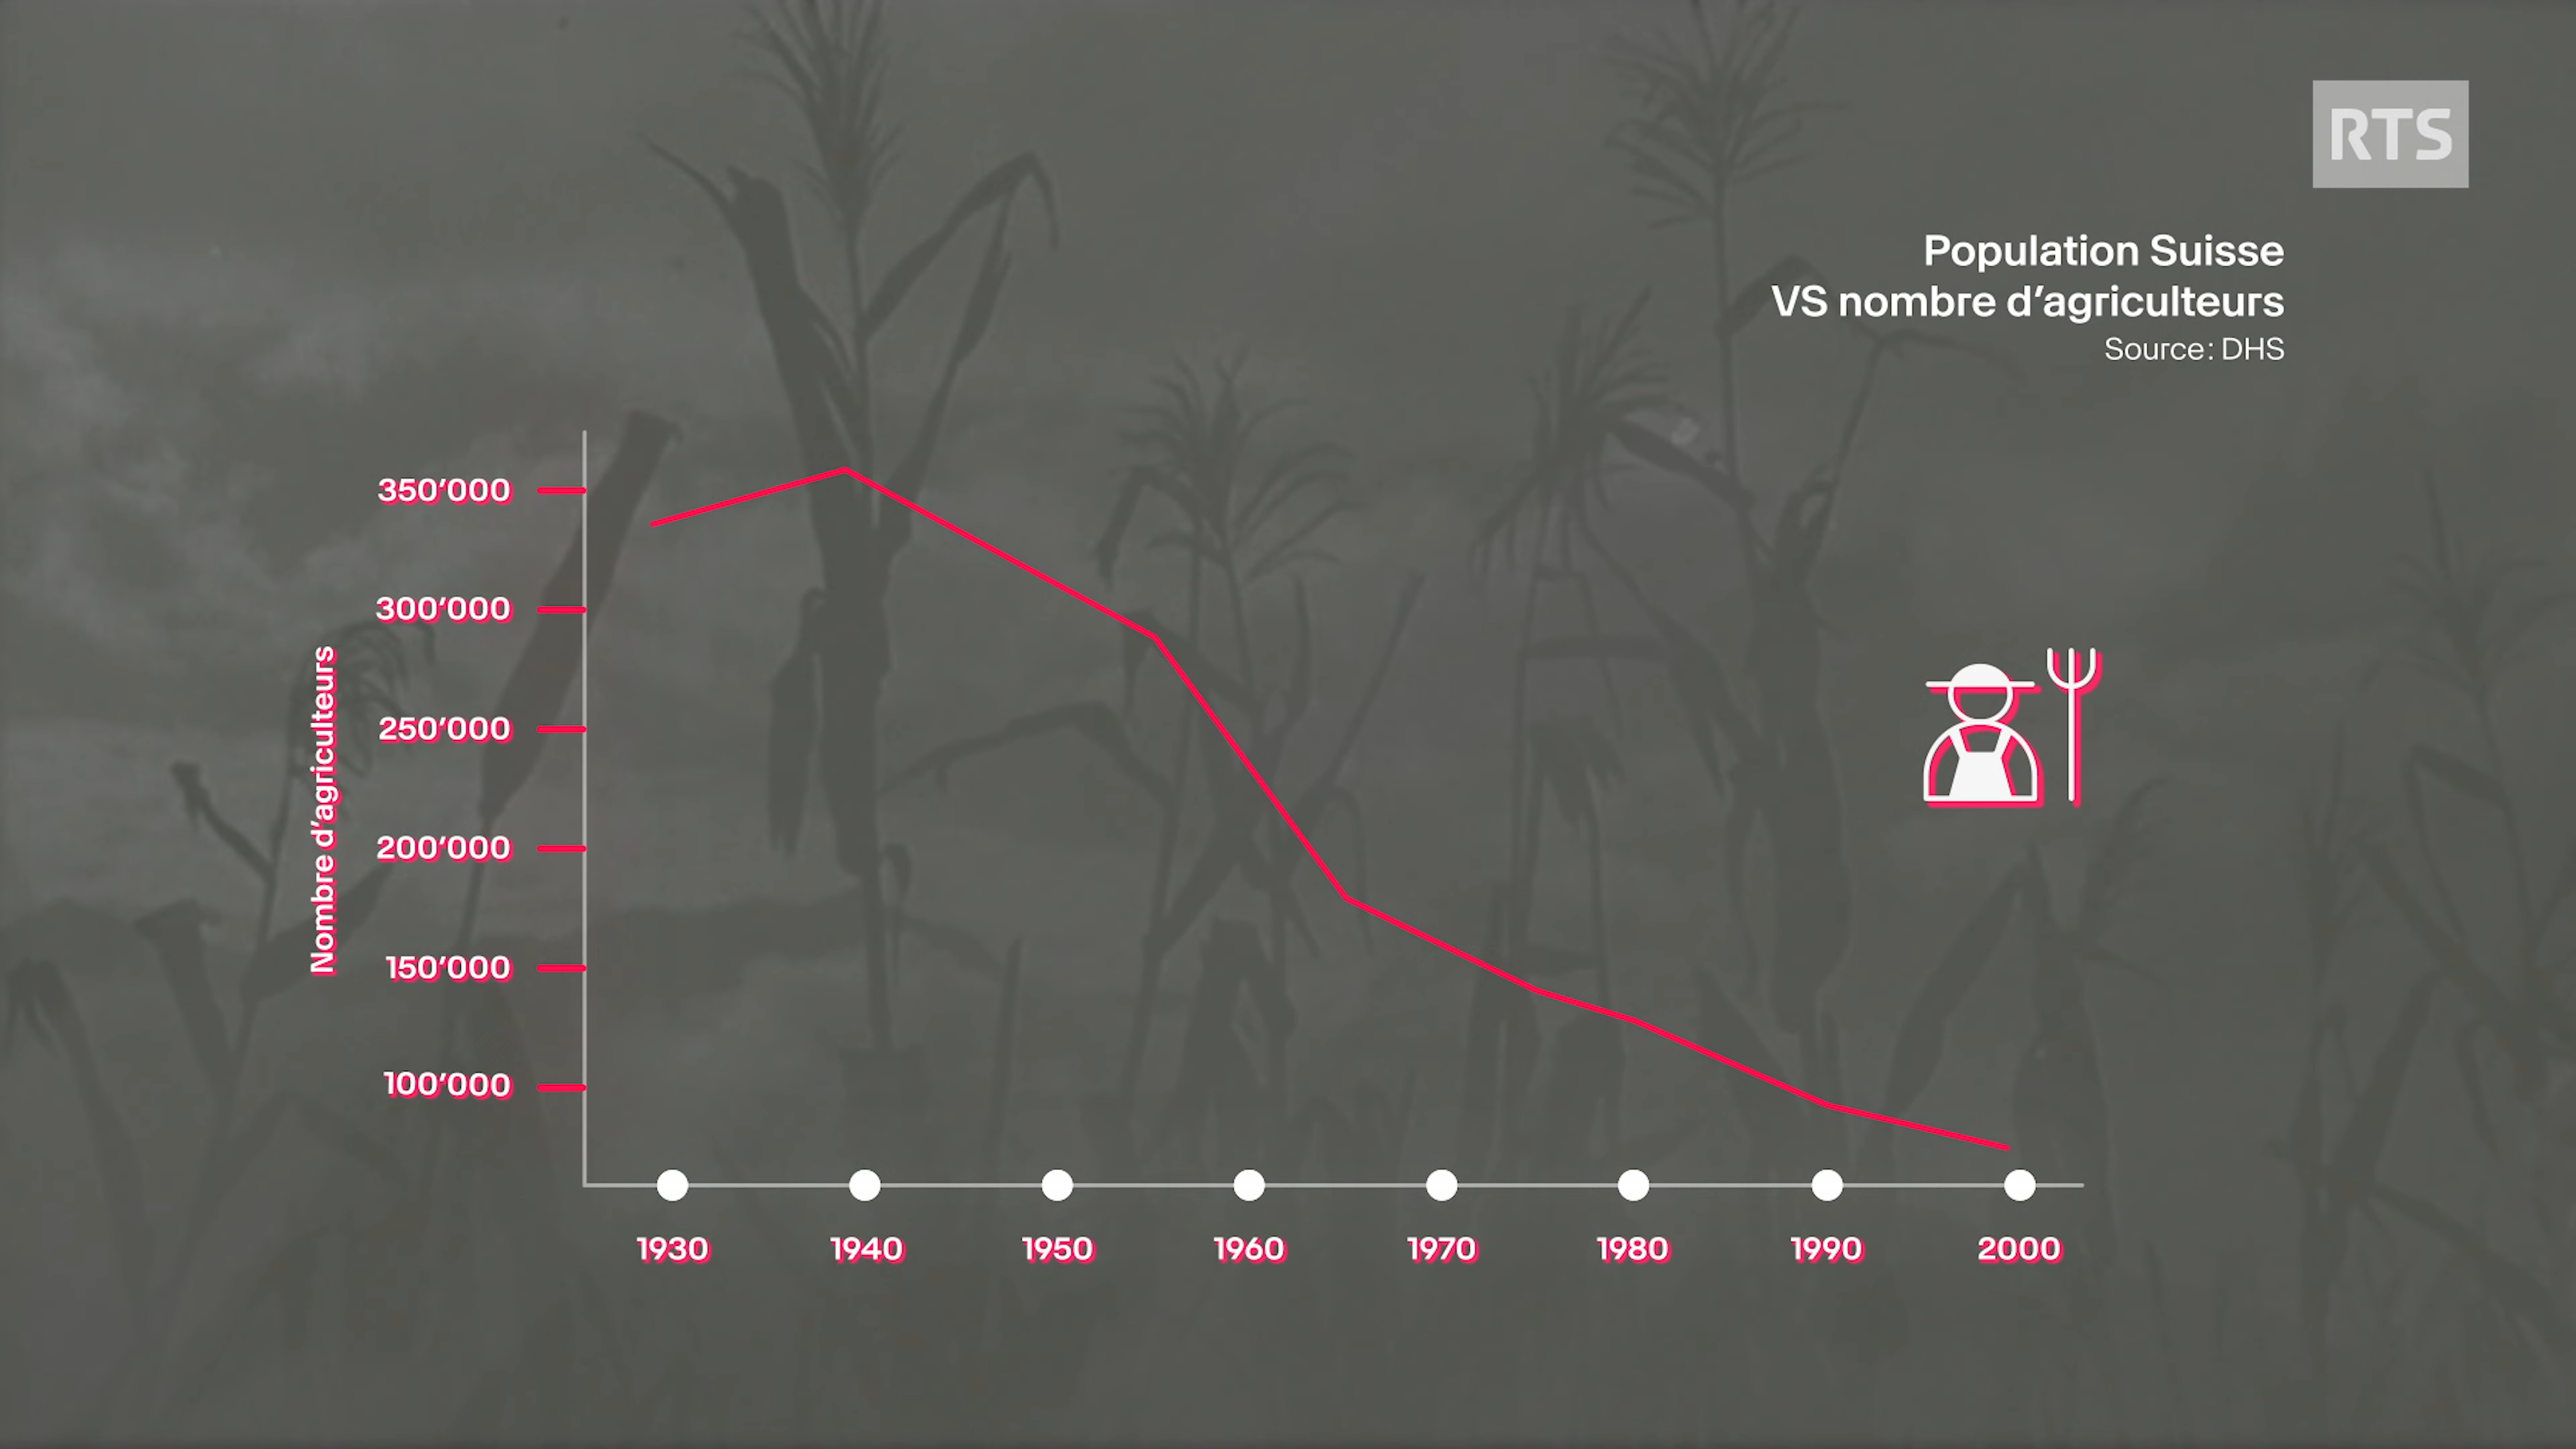 RTS
Population Suisse
VS nombre d’agriculteurs
Source: DHS
Nombre d’agriculteurs
350’000
300’000
250’000
200’000
150’000
100’000
1930 1940 1950 1960 1970 1980 1990 2000